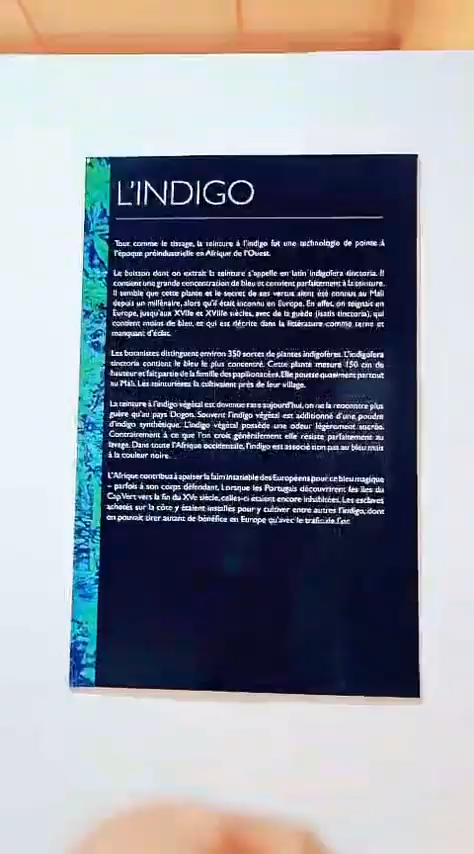 L'INDIGO
Tout comme le tissage, la teinture à l'indigo fut une technologie de pointe à
l'époque préindustrielle en Afrique de l'Ouest.
Le buisson dont on extrait la teinture s'appelle en latin indigofera tinctoria. Il
contient une grande concentration de bleu et convient parfaitement à la teinture.
Il semble que cette plante et le secret de ses vertus aient été connus au Mali
depuis un millénaire, alors qu'il était inconnu en Europe. En effet, on teignait en
Europe, jusqu'aux XVIIe et XVIIIe siècles, avec de la guède (isatis tinctoria), qui
contient moins de bleu, et qui est décrite dans la littérature comme terne et
manquant d'éclat.
Les botanistes distinguent environ 350 sortes de plantes indigofères. L'indigofera
tinctoria contient le bleu le plus concentré. Cette plante mesure 150 cm de
hauteur et fait partie de la famille des papilionacées. Elle pousse quasiment partout
au Mali. Les teinturières la cultivaient près de leur village.
La teinture à l'indigo végétal est devenue rare aujourd'hui, on ne la rencontre plus
guère qu'au pays Dogon. Souvent l'indigo végétal est additionné d'une poudre
d'indigo synthétique. L'indigo végétal possède une odeur légèrement sucrée.
Contrairement à ce que l'on croit généralement elle résiste parfaitement au
lavage. Dans toute l'Afrique occidentale, l'indigo est associé non pas au bleu mais
à la couleur noire.
L'Afrique contribua à apaiser la faim insatiable des Européens pour ce bleu magique
- parfois à son corps défendant. Lorsque les Portugais découvrirent les îles du
Cap Vert vers la fin du XVe siècle, celles-ci étaient encore inhabitées. Les esclaves
achetés sur la côte y étaient installés pour y cultiver entre autres l'indigo, dont
on pouvait tirer autant de bénéfice en Europe qu'avec le trafic de l'or.